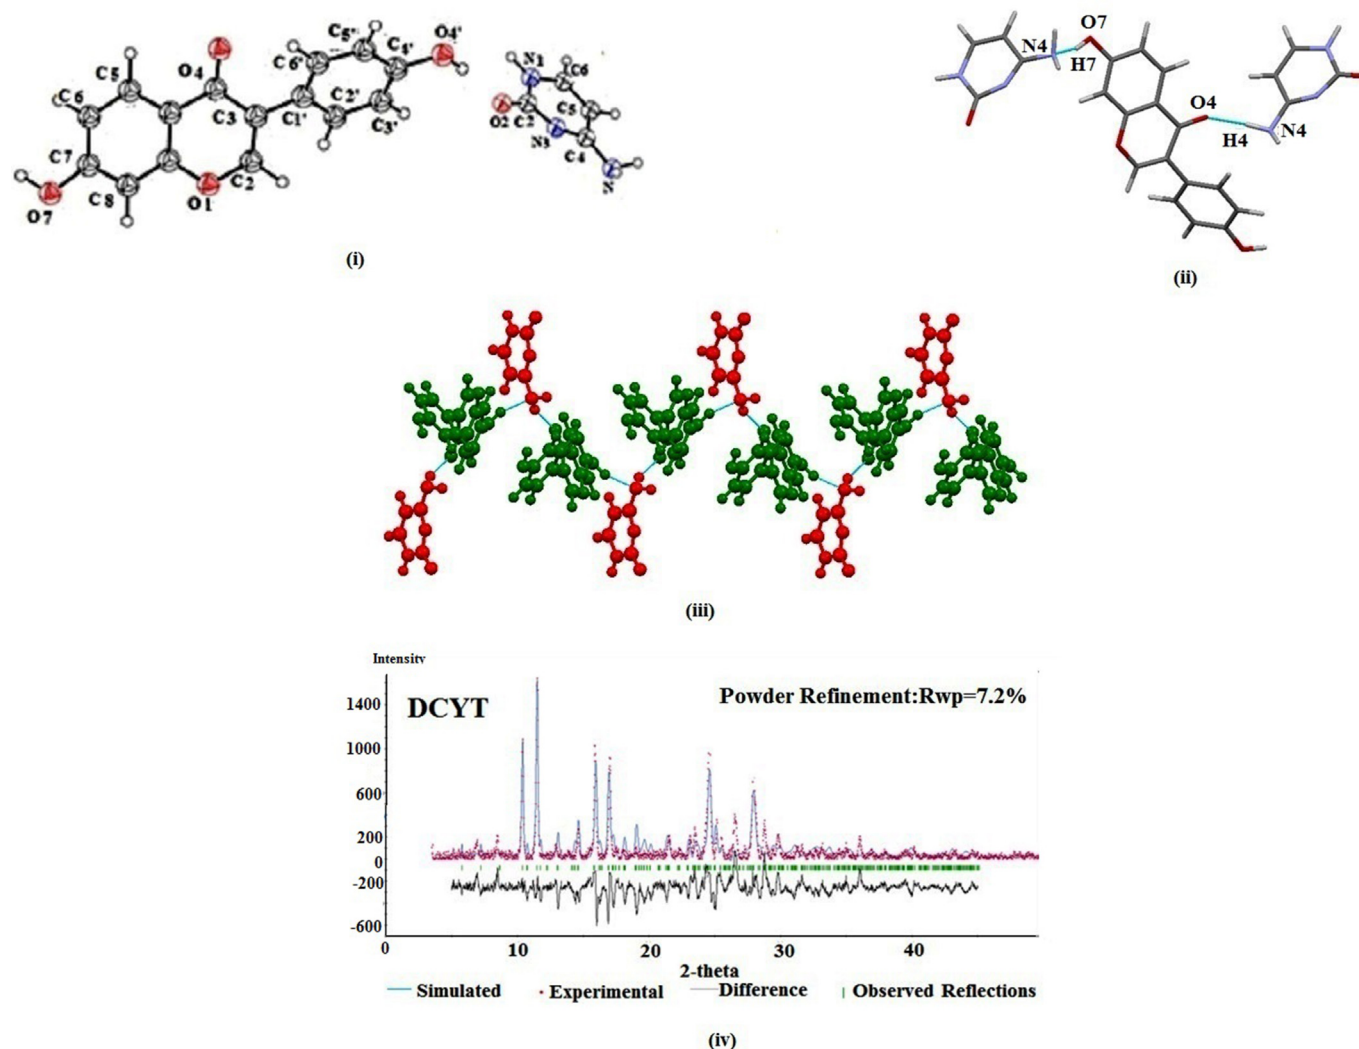 C5''
O4'
C4'
C6'
O4
C5
C6
C2'
C3'
C3
C1'
C7
C2
C8
O1
O7
N1
C6
C5
O2
C2
N3
C4
N
(i)
O7
N4
H7
O4
N4
H4
(ii)
(iii)
Intensity
DCYT
Powder Refinement:Rwp=7.2%
1400
1000
600
200
0
-200
-600
0 10 20 30 40
2-theta
Simulated Experimental Difference Observed Reflections
(iv)